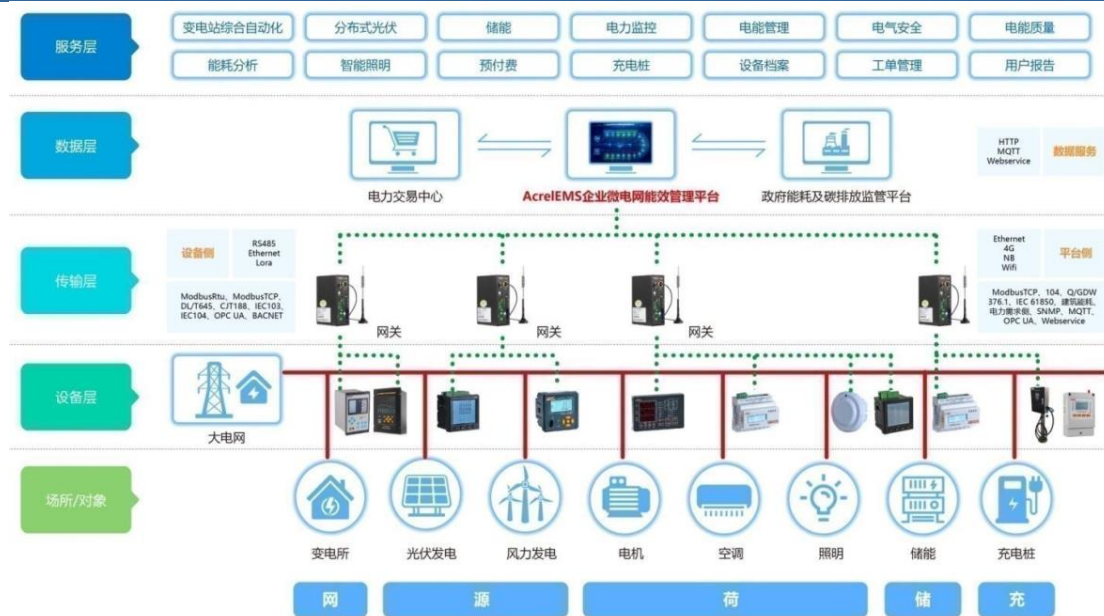 服务层
变电站综合自动化
分布式光伏
储能
电力监控
电能管理
电气安全
电能质量
能耗分析
智能照明
预付费
充电桩
设备档案
工单管理
用户报告
数据层
电力交易中心
AcrelEMS企业微电网能效管理平台
政府能耗及碳排放监管平台
HTTP
MQTT
Webservice
数据服务
传输层
设备侧
RS485
Ethernet
Lora
ModbusRtu、ModbusTCP、
DL/T645、CJT188、IEC103、
IEC104、OPC UA、BACNET
网关
网关
网关
Ethernet
4G
NB
Wifi
平台侧
ModbusTCP、104、Q/GDW
376.1、IEC 61850、建筑能耗、
电力需求侧、SNMP、MQTT、
OPC UA、Webservice
设备层
大电网
场所/对象
变电所
光伏发电
风力发电
电机
空调
照明
储能
充电桩
网
源
荷
储
充